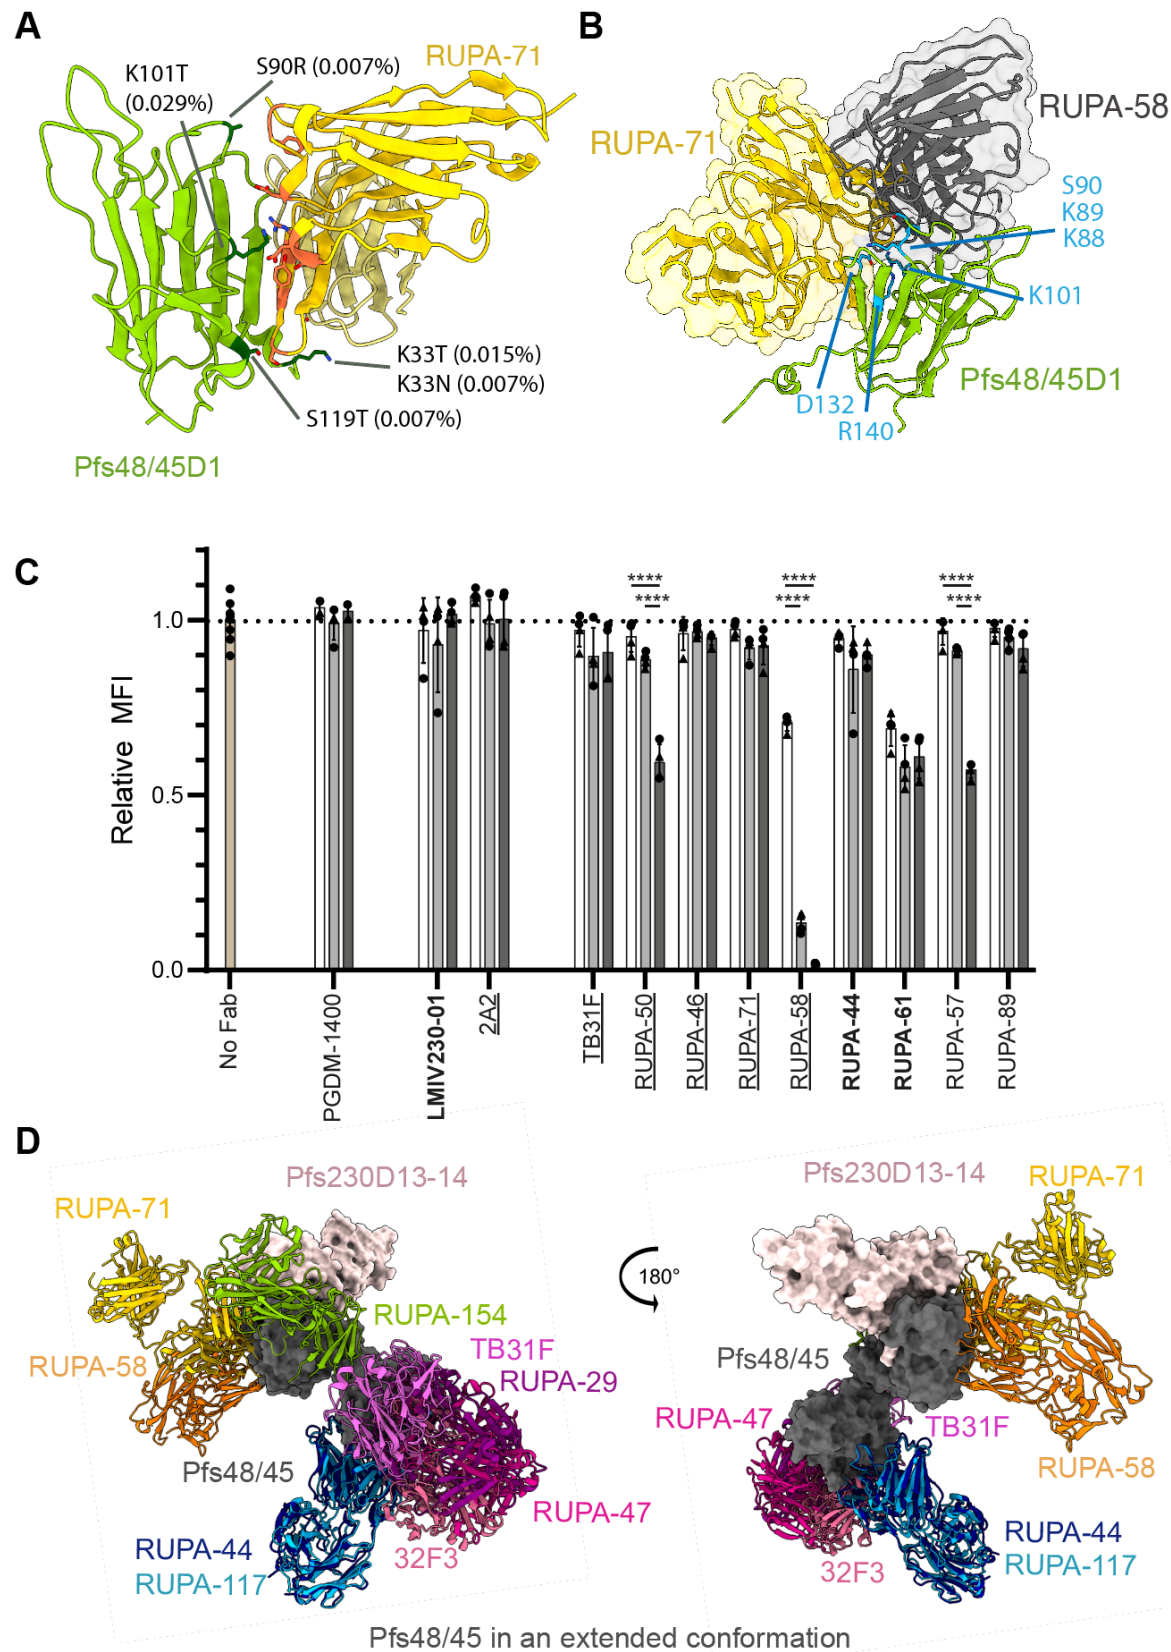 A
B
K101T
(0.029%)
S90R (0.007%)
RUPA-71
K33T (0.015%)
K33N (0.007%)
S119T (0.007%)
Pfs48/45D1
RUPA-71
RUPA-58
S90
K89
K88
K101
Pfs48/45D1
D132
R140
C
Relative MFI
1.0
0.5
0.0
****
****
****
****
****
****
No Fab
PGDM-1400
LMIV230-01
2A2
TB31F
RUPA-50
RUPA-46
RUPA-71
RUPA-58
RUPA-44
RUPA-61
RUPA-57
RUPA-89
D
Pfs230D13-14
RUPA-71
RUPA-154
TB31F
RUPA-29
RUPA-58
Pfs48/45
RUPA-47
RUPA-44
RUPA-117
32F3
180°
Pfs230D13-14
RUPA-71
Pfs48/45
RUPA-47
TB31F
RUPA-58
RUPA-44
RUPA-117
32F3
Pfs48/45 in an extended conformation